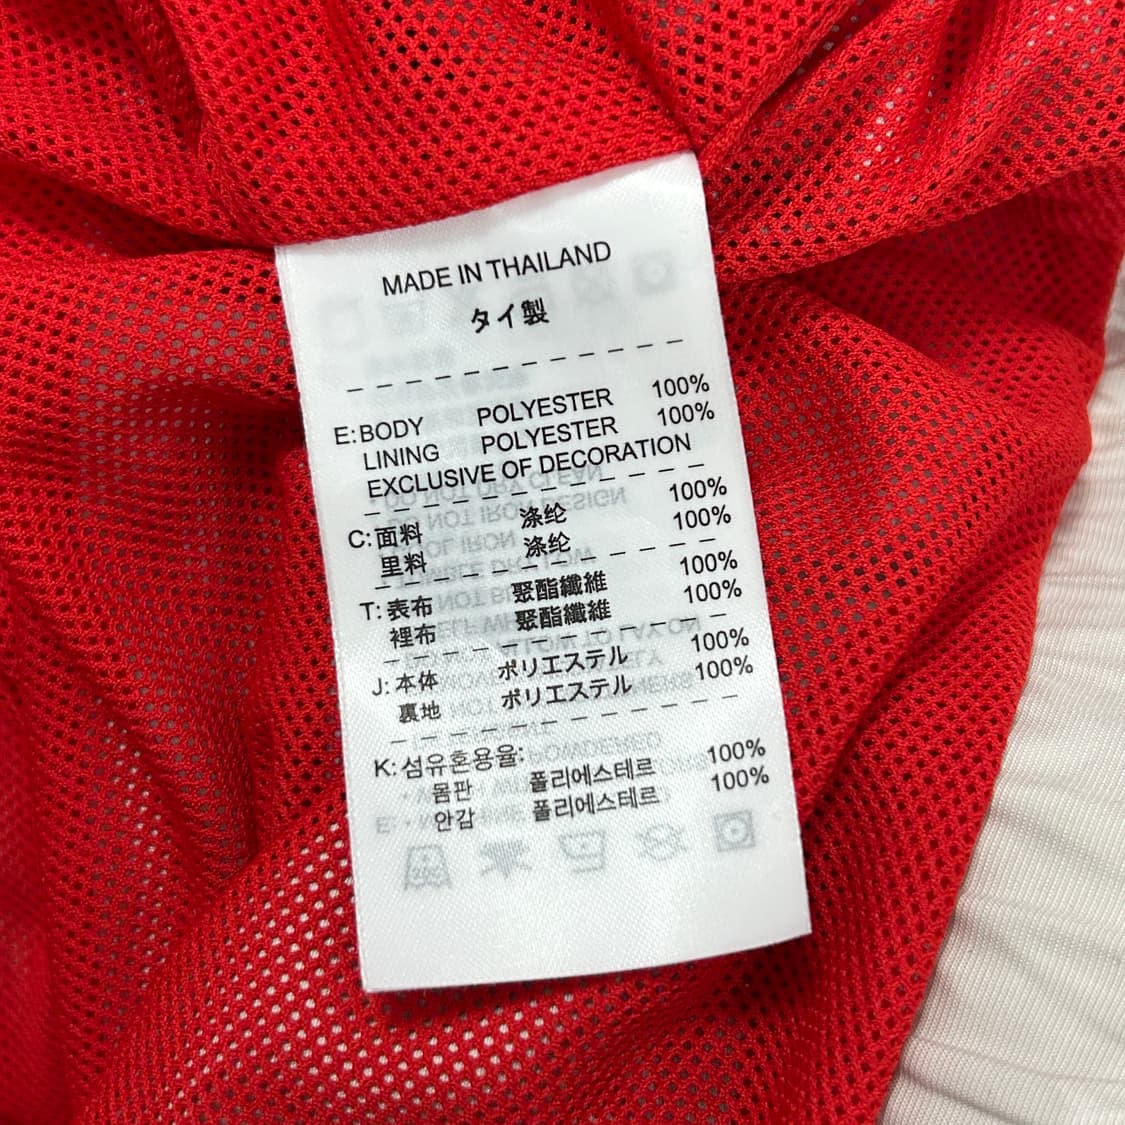 MADE IN THAILAND
タイ製
E: BODY POLYESTER 100%
LINING POLYESTER 100%
EXCLUSIVE OF DECORATION
C: 面料 涤纶 100%
里料 涤纶 100%
T: 表布 聚酯纖維 100%
裡布 聚酯纖維 100%
J: 本体 ポリエステル 100%
裏地 ポリエステル 100%
K: 섬유혼용율:
몸판 폴리에스테르 100%
안감 폴리에스테르 100%